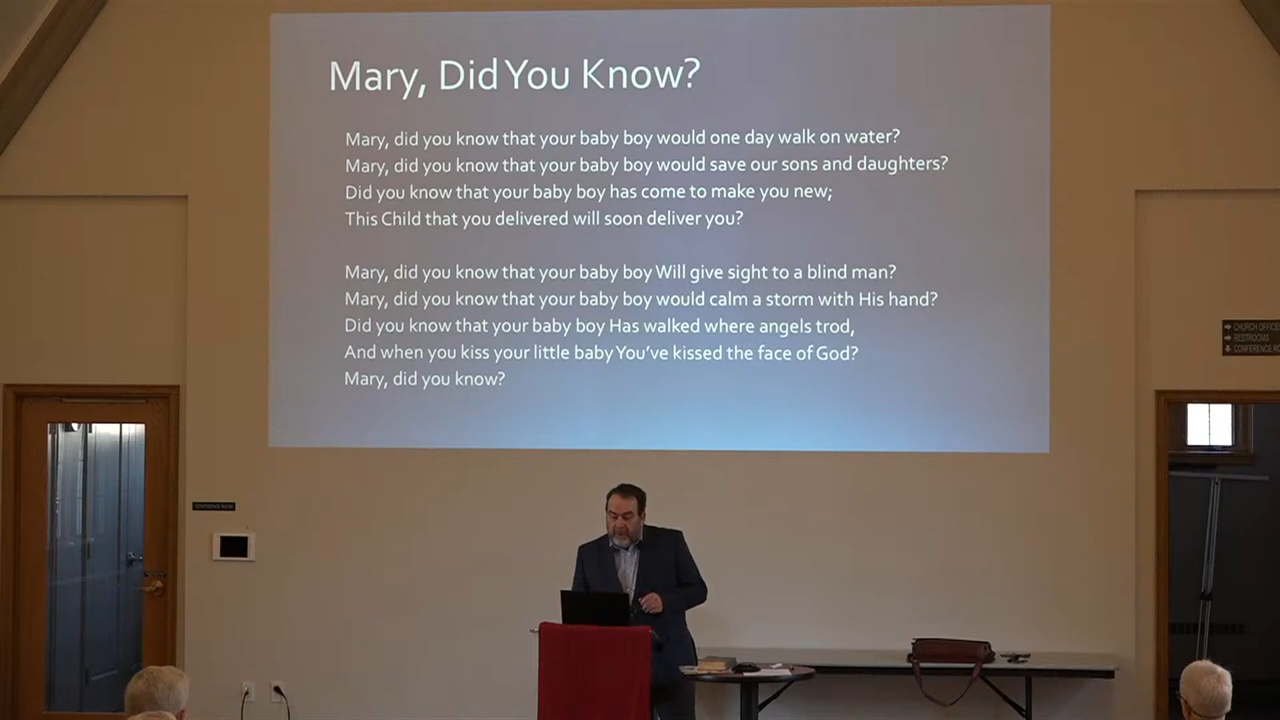 Mary, Did You Know?
Mary, did you know that your baby boy would one day walk on water?
Mary, did you know that your baby boy would save our sons and daughters?
Did you know that your baby boy has come to make you new;
This Child that you delivered will soon deliver you?
Mary, did you know that your baby boy Will give sight to a blind man?
Mary, did you know that your baby boy would calm a storm with His hand?
Did you know that your baby boy Has walked where angels trod,
And when you kiss your little baby You've kissed the face of God?
Mary, did you know?
→ CHURCH OFFICES
→ RESTROOMS
CONFERENCE
CONFERENCE ROOM